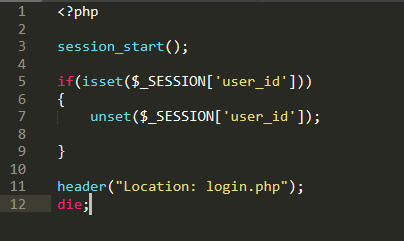 1 <?php
2
3 session_start();
4
5 if(isset($_SESSION['user_id']))
6 {
7 unset($_SESSION['user_id']);
8
9 }
10
11 header("Location: login.php");
12 die;